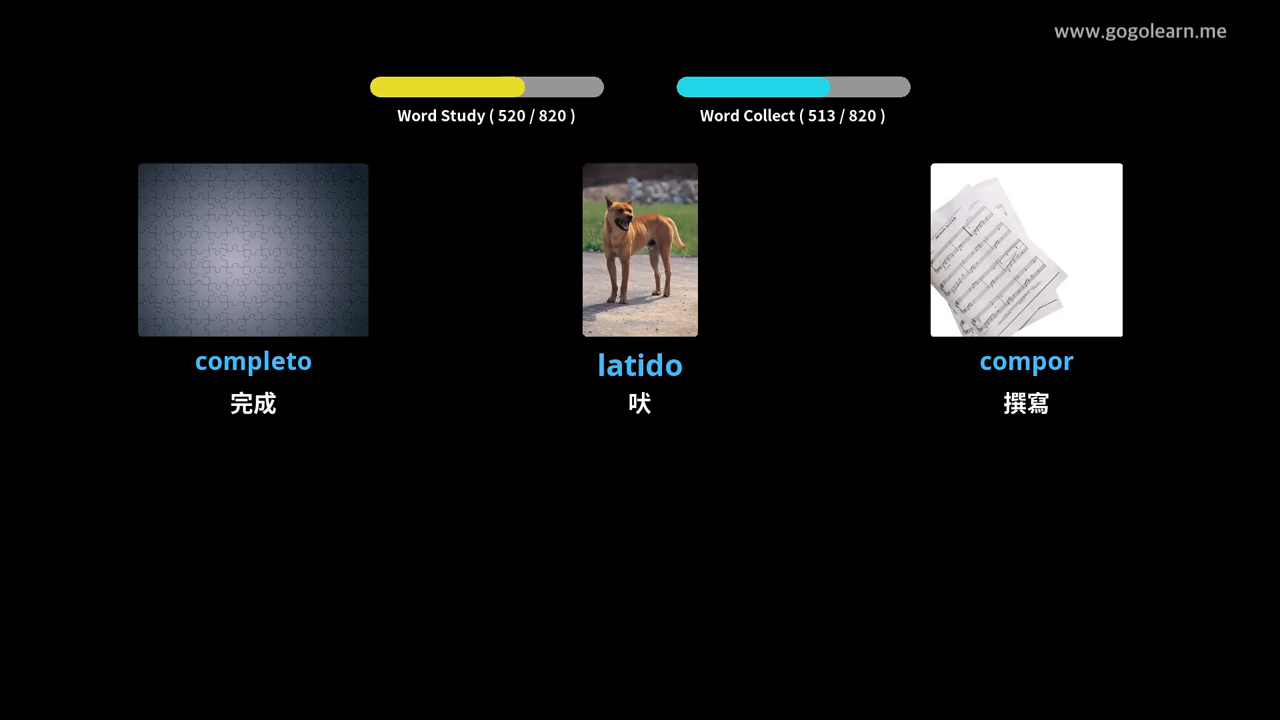 www.gogolearn.me
Word Study ( 520 / 820 )
Word Collect ( 513 / 820 )
completo
latido
compor
完成
吠
撰寫